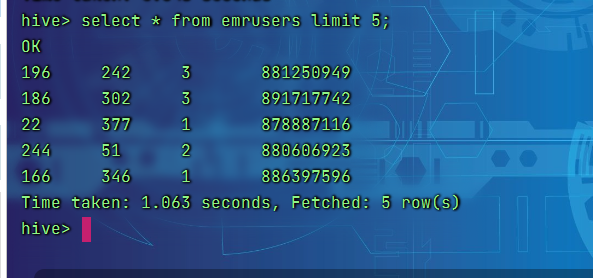 hive> select * from emrusers limit 5;
OK
196 242 3 881250949
186 302 3 891717742
22 377 1 878887116
244 51 2 880606923
166 346 1 886397596
Time taken: 1.063 seconds, Fetched: 5 row(s)
hive>